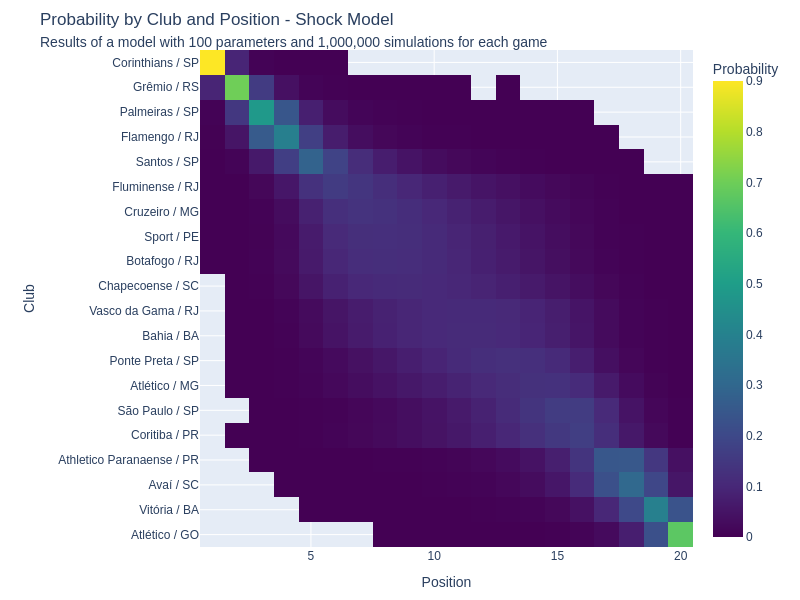 Probability by Club and Position - Shock Model
Results of a model with 100 parameters and 1,000,000 simulations for each game
Probability
Corinthians / SP
Grêmio / RS
Palmeiras / SP
Flamengo / RJ
Santos / SP
Fluminense / RJ
Cruzeiro / MG
Sport / PE
Botafogo / RJ
Chapecoense / SC
Vasco da Gama / RJ
Bahia / BA
Ponte Preta / SP
Atlético / MG
São Paulo / SP
Coritiba / PR
Athletico Paranaense / PR
Avaí / SC
Vitória / BA
Atlético / GO
Club
5
10
15
20
Position
0.9
0.8
0.7
0.6
0.5
0.4
0.3
0.2
0.1
0